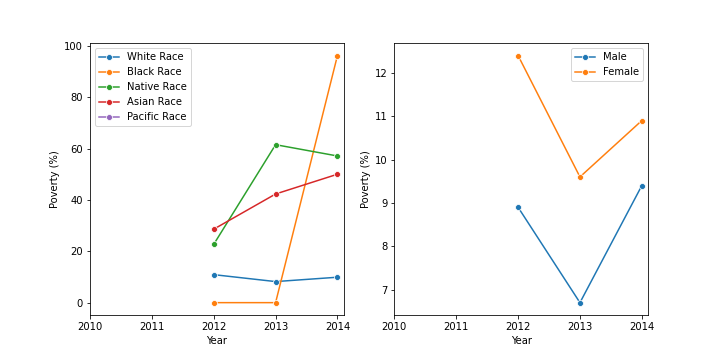 White Race
Black Race
Native Race
Asian Race
Pacific Race
100
80
60
40
20
0
Poverty (%)
2010 2011 2012 2013 2014
Year
Male
Female
12
11
10
9
8
7
Poverty (%)
2010 2011 2012 2013 2014
Year